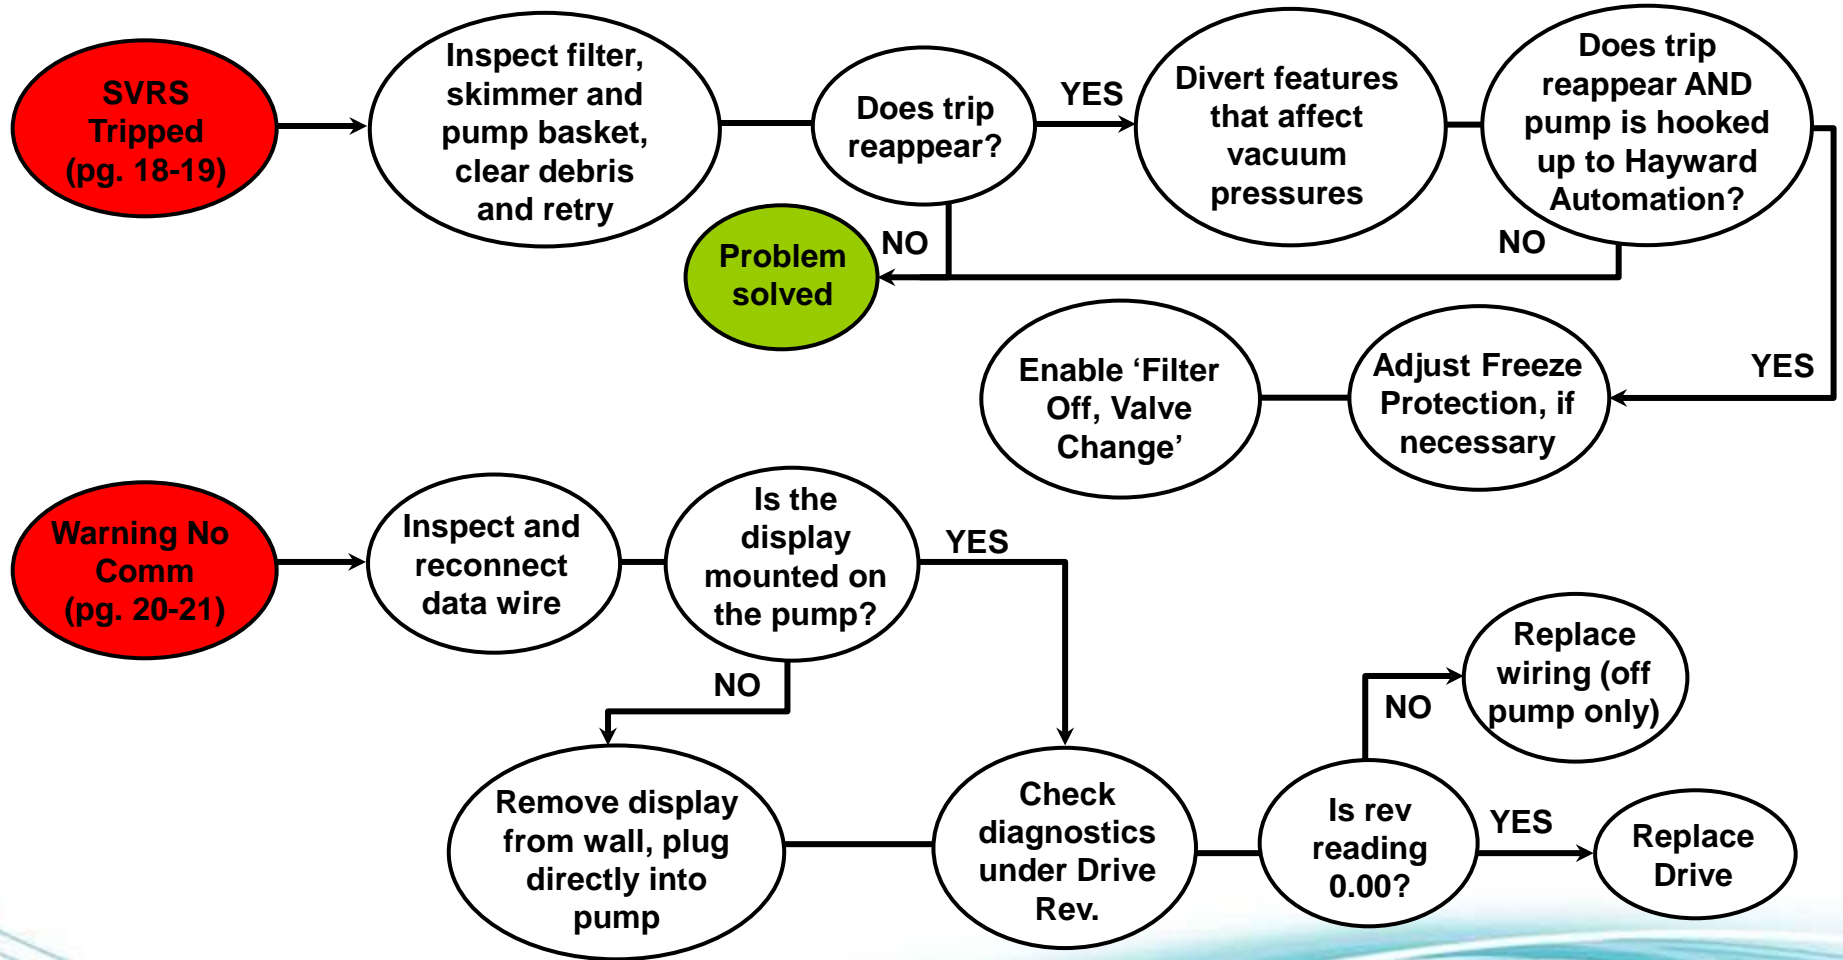 SVRS
Tripped
(pg. 18-19)
Inspect filter,
skimmer and
pump basket,
clear debris
and retry
Does trip
reappear?
YES
Divert features
that affect
vacuum
pressures
Does trip
reappear AND
pump is hooked
up to Hayward
Automation?
NO
NO
Problem
solved
YES
Adjust Freeze
Protection, if
necessary
Enable ‘Filter
Off, Valve
Change’
Warning No
Comm
(pg. 20-21)
Inspect and
reconnect
data wire
Is the
display
mounted on
the pump?
YES
NO
Remove display
from wall, plug
directly into
pump
Check
diagnostics
under Drive
Rev.
Is rev
reading
0.00?
NO
Replace
wiring (off
pump only)
YES
Replace
Drive